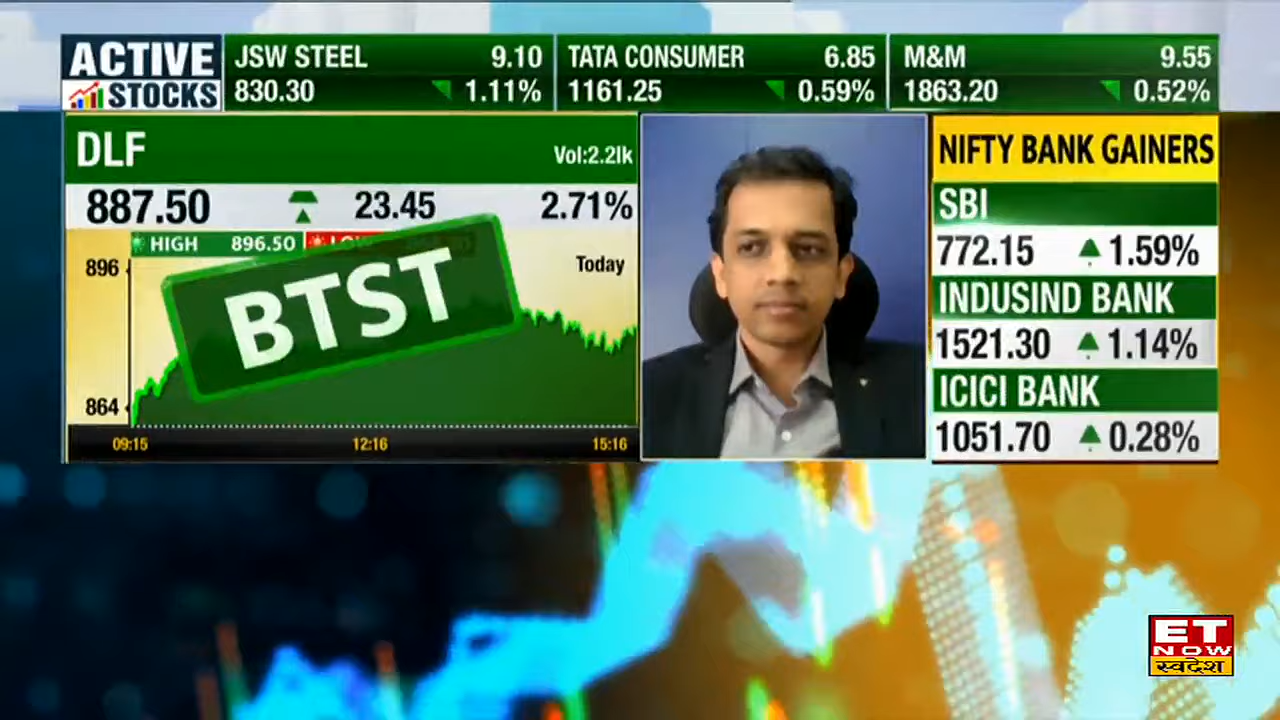 ACTIVE
STOCKS
JSW STEEL 9.10
830.30 1.11%
TATA CONSUMER 6.85
1161.25 0.59%
M&M 9.55
1863.20 0.52%
DLF Vol:2.2lk
887.50 23.45 2.71%
HIGH 896.50
BTST
Today
896
864
09:15 12:16 15:16
NIFTY BANK GAINERS
SBI
772.15 1.59%
INDUSIND BANK
1521.30 1.14%
ICICI BANK
1051.70 0.28%
ET
NOW
स्वदेश